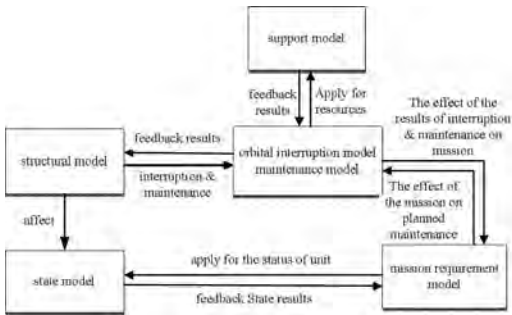 support model
feedback
results
Apply for
resources
The effect of the
results of interruption
& maintenance on
mission
feedback results
structural model
orbital interruption model
maintenance model
interruption &
maintenance
The effect of
the mission on
planned
maintenance
affect
apply for the status of unit
state model
mission requirement
model
feedback State results